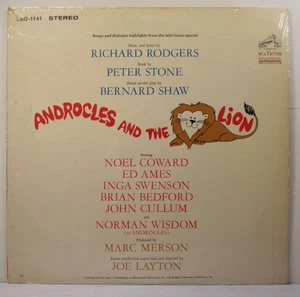 LSO-1141 STEREO
RCA VICTOR
Songs and dialogue highlights from the television special
Music and lyrics by
RICHARD RODGERS
Book by
PETER STONE
Based on the play by
BERNARD SHAW
ANDROCLES AND THE LION
starring
NOEL COWARD
ED AMES
INGA SWENSON
BRIAN BEDFORD
JOHN CULLUM
and
NORMAN WISDOM
(as ANDROCLES)
Produced by
MARC MERSON
Entire production supervised and directed by
JOE LAYTON